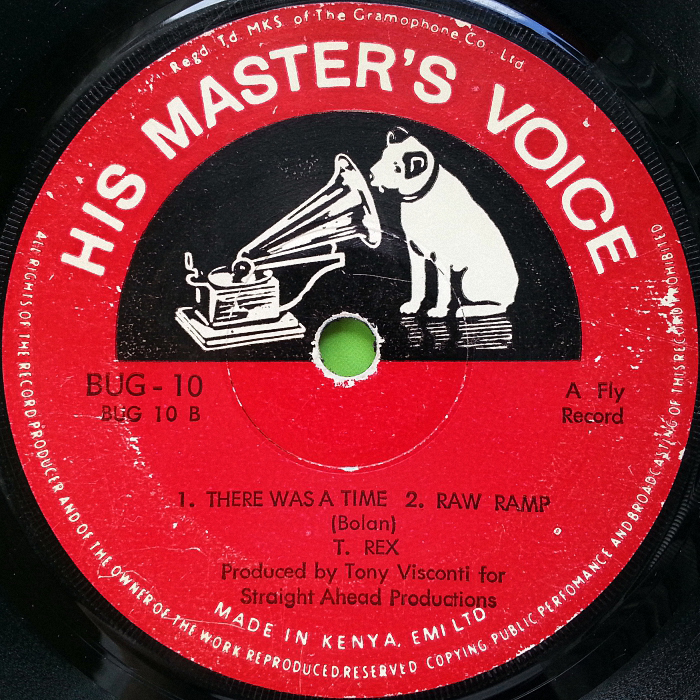 Regd Td MKS of The Gramophone Co. Ltd.
HIS MASTER'S VOICE
BUG - 10
BUG 10 B
A Fly
Record
1. THERE WAS A TIME 2. RAW RAMP
(Bolan)
T. REX
Produced by Tony Visconti for
Straight Ahead Productions
MADE IN KENYA, EMI LTD
ALL RIGHTS OF THE RECORD PRODUCER AND OF THE OWNER OF THE WORK REPRODUCED RESERVED COPYING PUBLIC PERFOMANCE AND BROADCASTING OF THIS RECORD PROHIBITED